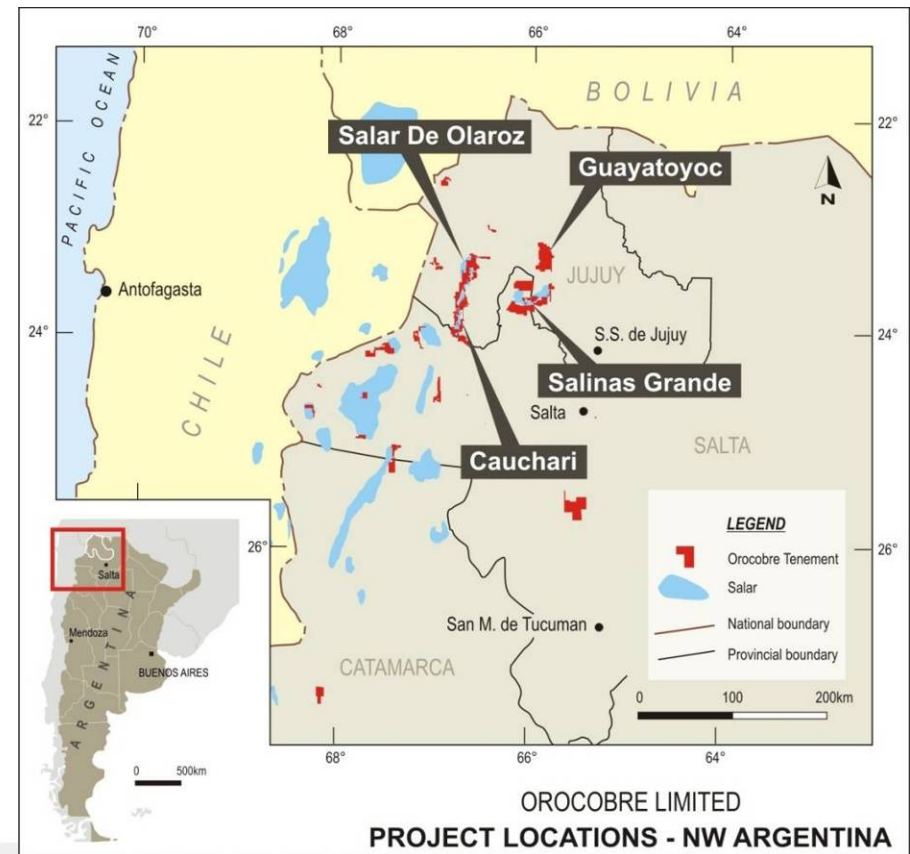 70°
68°
66°
64°
BOLIVIA
22°
22°
Salar De Olaroz
Guayatoyoc
N
PACIFIC OCEAN
JUJUY
Antofagasta
24°
24°
S.S. de Jujuy
CHILE
Salinas Grande
Salta
SALTA
Cauchari
LEGEND
Orocobre Tenement
Salar
National boundary
Provincial boundary
0 100 200km
26°
26°
San M. de Tucuman
CATAMARCA
Salta
Mendoza
BUENOS AIRES
ARGENTINA
0 500km
68°
66°
64°
OROCOBRE LIMITED
PROJECT LOCATIONS - NW ARGENTINA